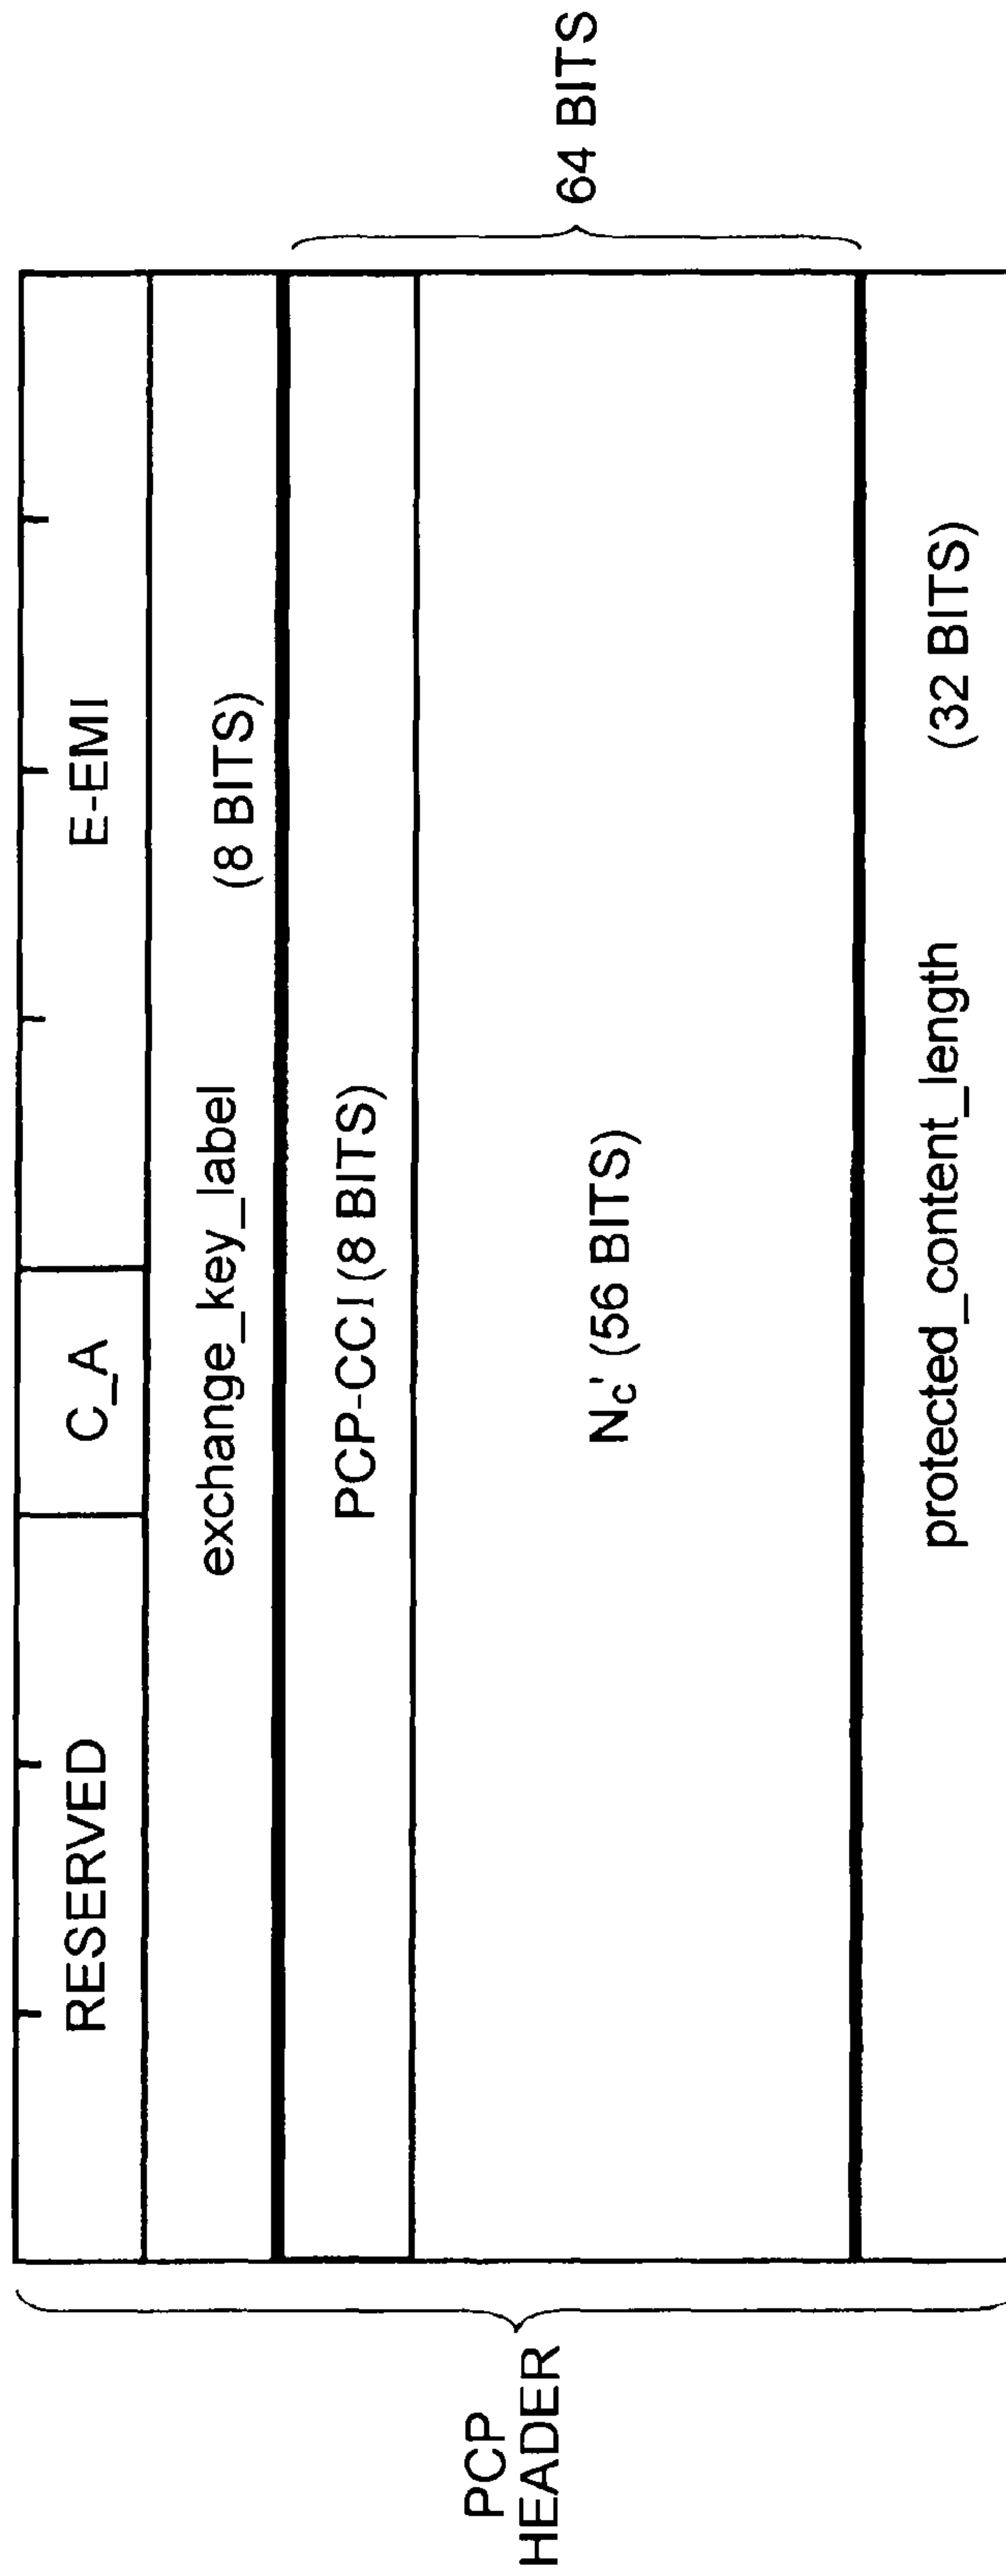 RESERVED
C_A
E-EMI
exchange_key_label
(8 BITS)
PCP-CCI (8 BITS)
Nc' (56 BITS)
64 BITS
protected_content_length
(32 BITS)
PCP
HEADER